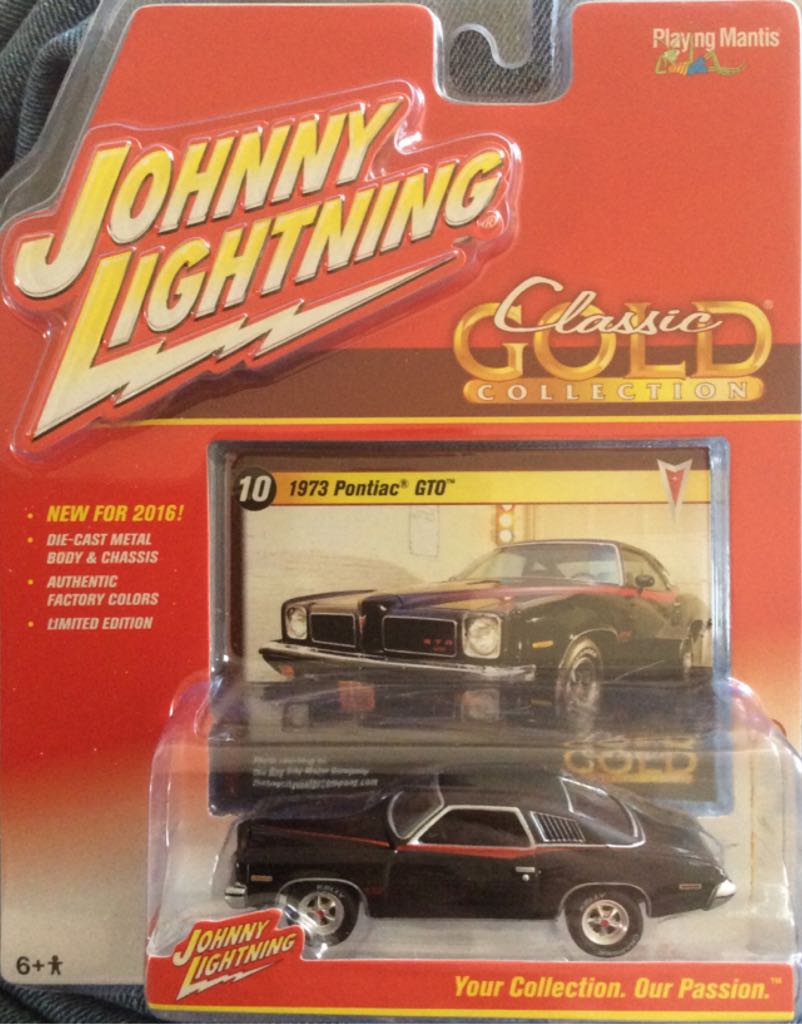 Playing Mantis
JOHNNY
LIGHTNING®
Classic
GOLD®
COLLECTION
10 1973 Pontiac® GTO™
• NEW FOR 2016!
• DIE-CAST METAL
BODY & CHASSIS
• AUTHENTIC
FACTORY COLORS
• LIMITED EDITION
GOLD
JOHNNY
LIGHTNING
6+
Your Collection. Our Passion.™